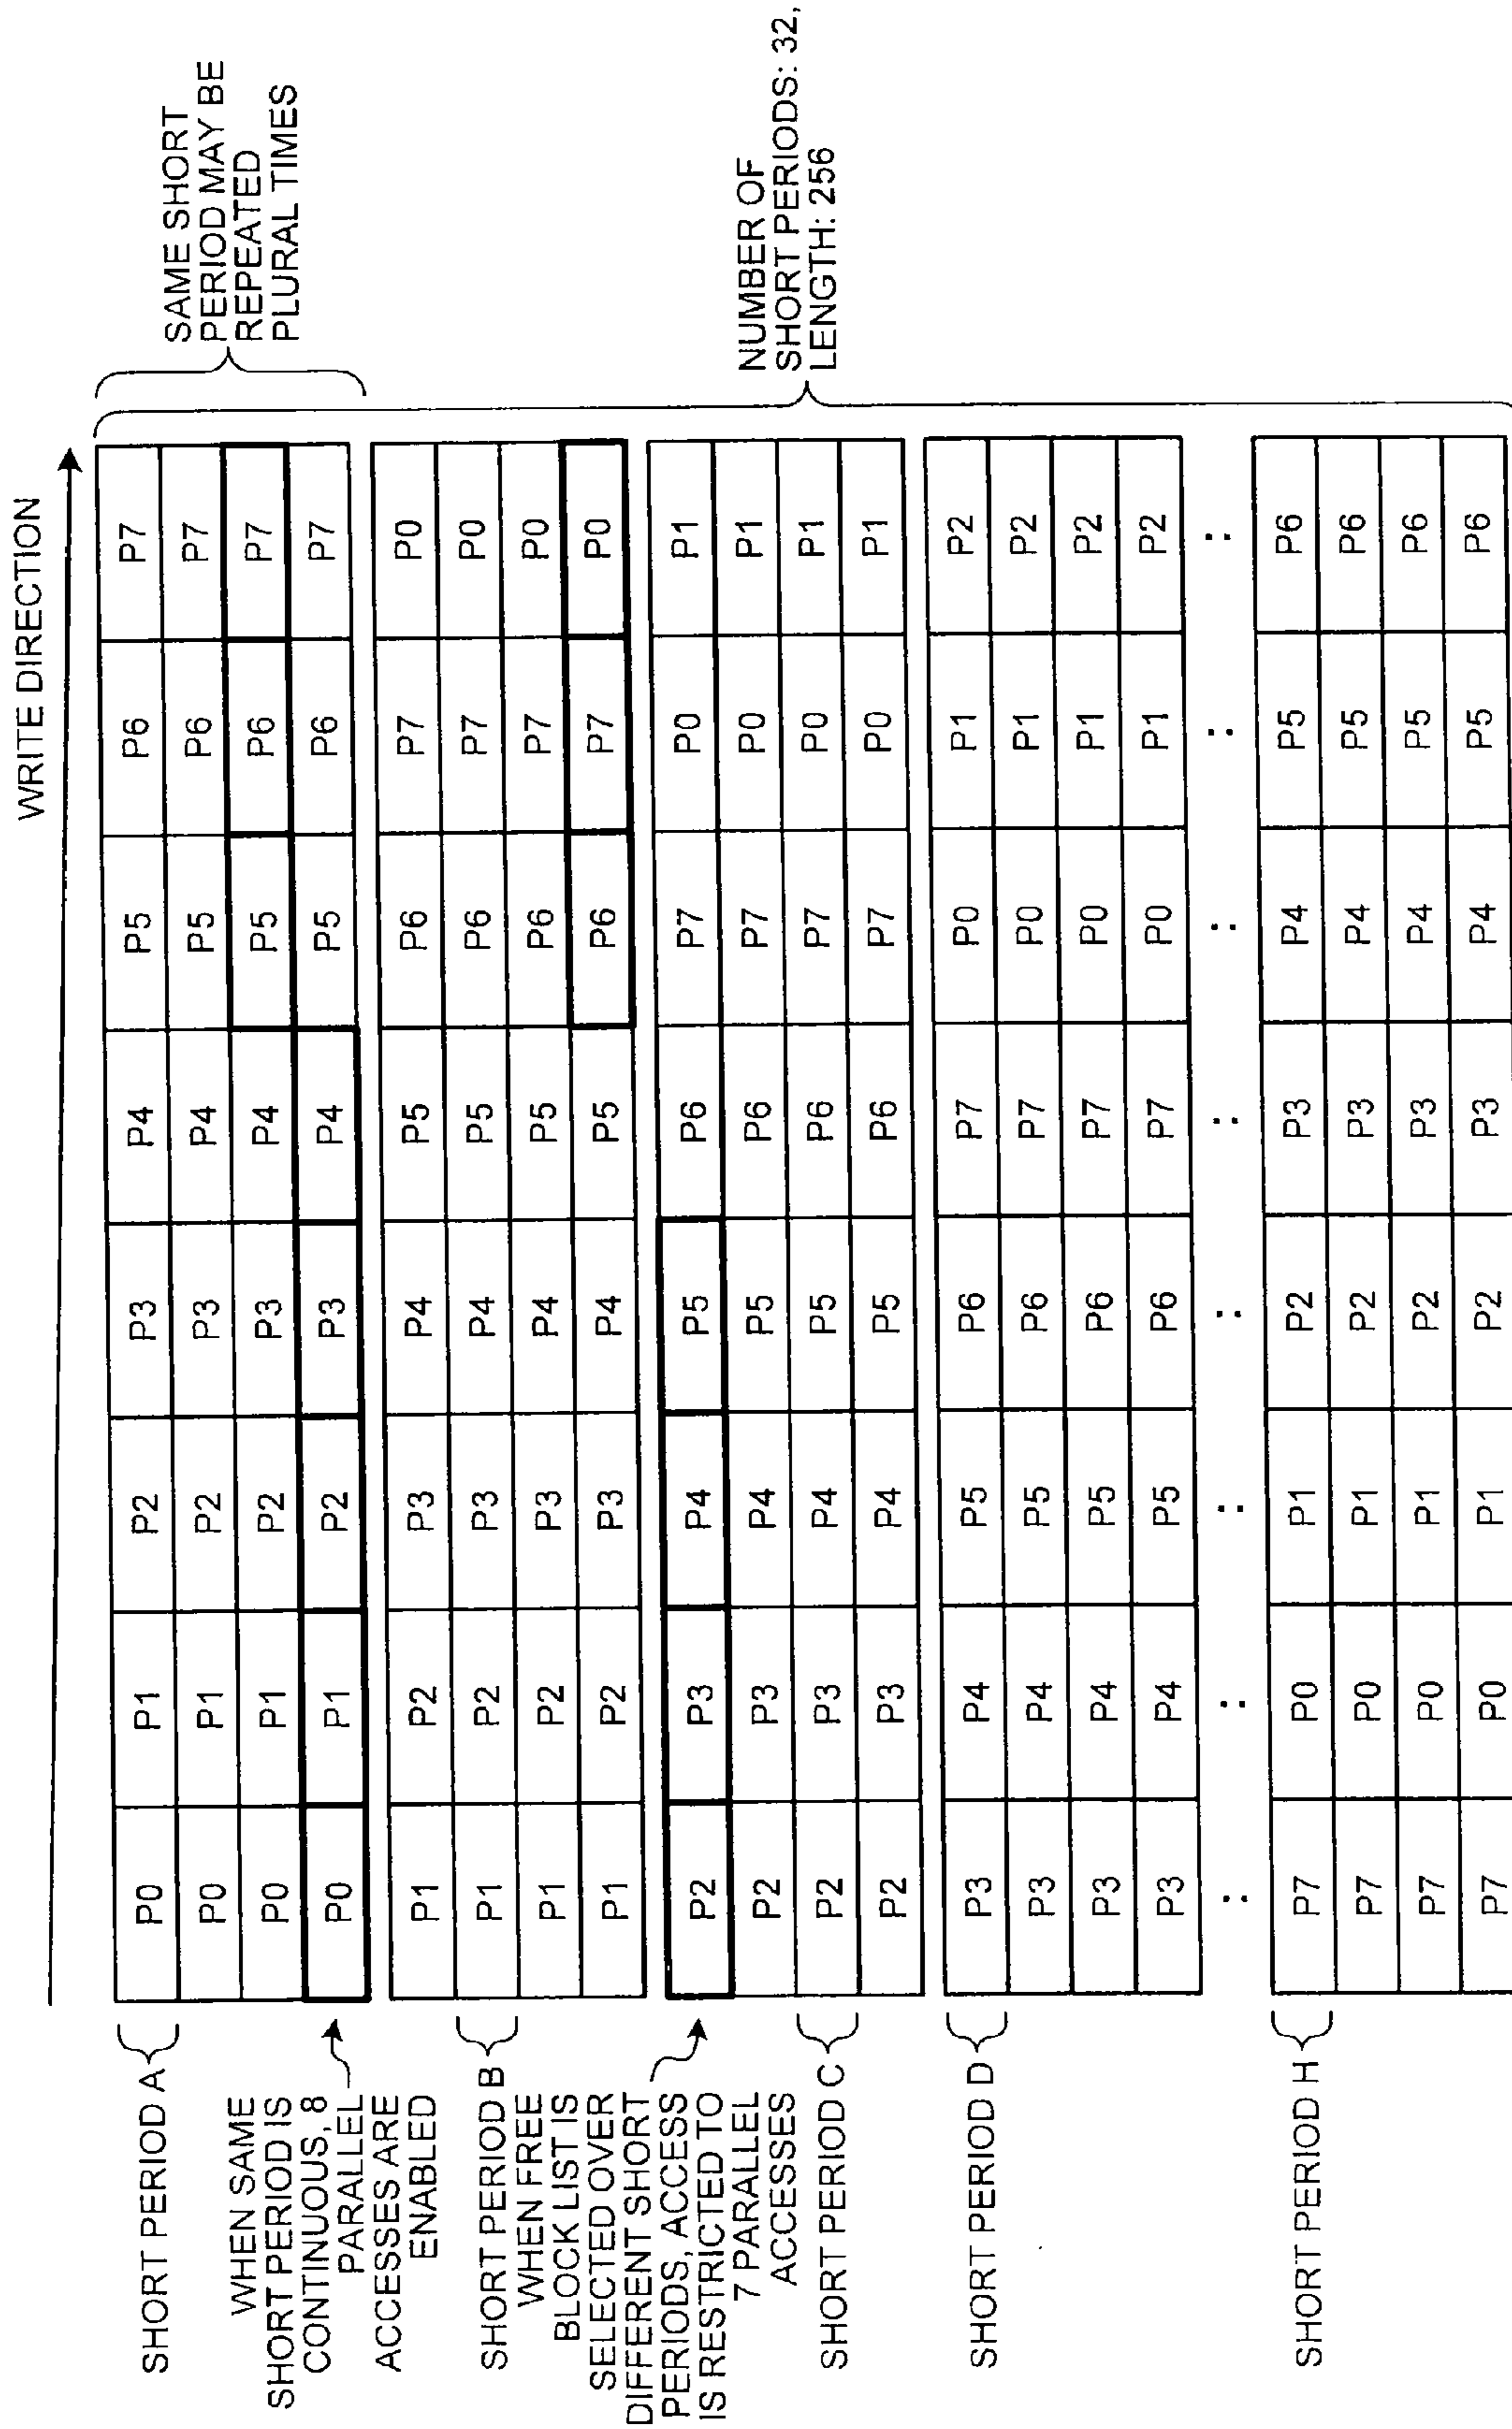 WRITE DIRECTION
SHORT PERIOD A
P0 P1 P2 P3 P4 P5 P6 P7
P0 P1 P2 P3 P4 P5 P6 P7
P0 P1 P2 P3 P4 P5 P6 P7
P0 P1 P2 P3 P4 P5 P6 P7
SAME SHORT
PERIOD MAY BE
REPEATED
PLURAL TIMES
WHEN SAME
SHORT PERIOD IS
CONTINUOUS, 8
PARALLEL
ACCESSES ARE
ENABLED
SHORT PERIOD B
P1 P2 P3 P4 P5 P6 P7 P0
P1 P2 P3 P4 P5 P6 P7 P0
P1 P2 P3 P4 P5 P6 P7 P0
P1 P2 P3 P4 P5 P6 P7 P0
WHEN FREE
BLOCK LIST IS
SELECTED OVER
DIFFERENT SHORT
PERIODS, ACCESS
IS RESTRICTED TO
7 PARALLEL
ACCESSES
SHORT PERIOD C
P2 P3 P4 P5 P6 P7 P0 P1
P2 P3 P4 P5 P6 P7 P0 P1
P2 P3 P4 P5 P6 P7 P0 P1
P2 P3 P4 P5 P6 P7 P0 P1
NUMBER OF
SHORT PERIODS: 32,
LENGTH: 256
SHORT PERIOD D
P3 P4 P5 P6 P7 P0 P1 P2
P3 P4 P5 P6 P7 P0 P1 P2
P3 P4 P5 P6 P7 P0 P1 P2
P3 P4 P5 P6 P7 P0 P1 P2
: : : : : : : :
SHORT PERIOD H
P7 P0 P1 P2 P3 P4 P5 P6
P7 P0 P1 P2 P3 P4 P5 P6
P7 P0 P1 P2 P3 P4 P5 P6
P7 P0 P1 P2 P3 P4 P5 P6